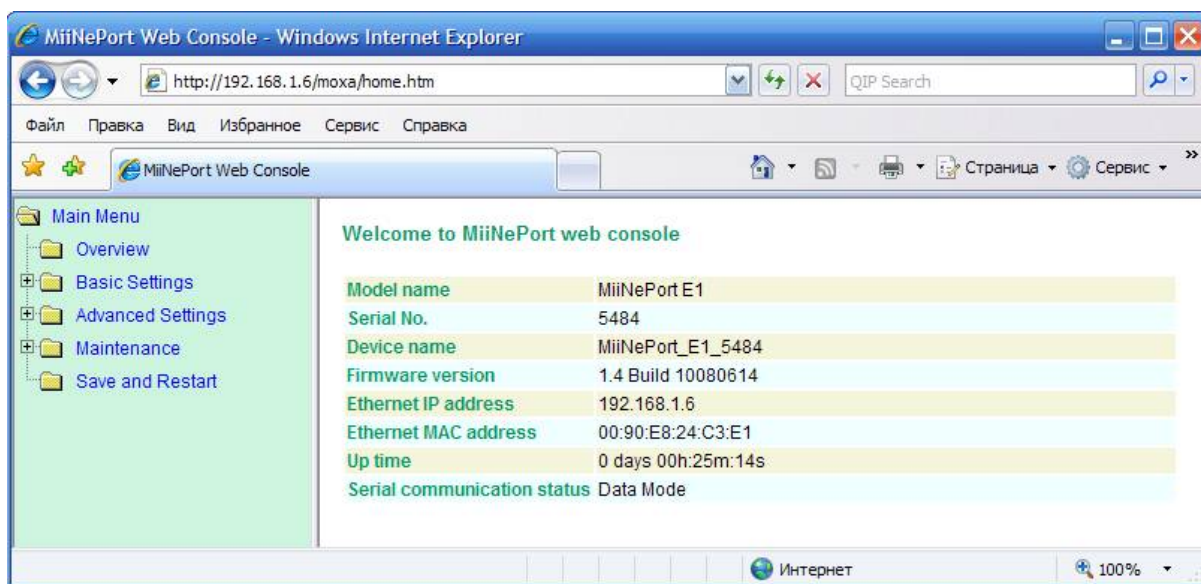 MiiNePort Web Console - Windows Internet Explorer
http://192.168.1.6/moxa/home.htm
QIP Search
Файл Правка Вид Избранное Сервис Справка
MiiNePort Web Console
Страница Сервис »
Main Menu
Overview
Basic Settings
Advanced Settings
Maintenance
Save and Restart
Welcome to MiiNePort web console
Model name MiiNePort E1
Serial No. 5484
Device name MiiNePort_E1_5484
Firmware version 1.4 Build 10080614
Ethernet IP address 192.168.1.6
Ethernet MAC address 00:90:E8:24:C3:E1
Up time 0 days 00h:25m:14s
Serial communication status Data Mode
Интернет 100%